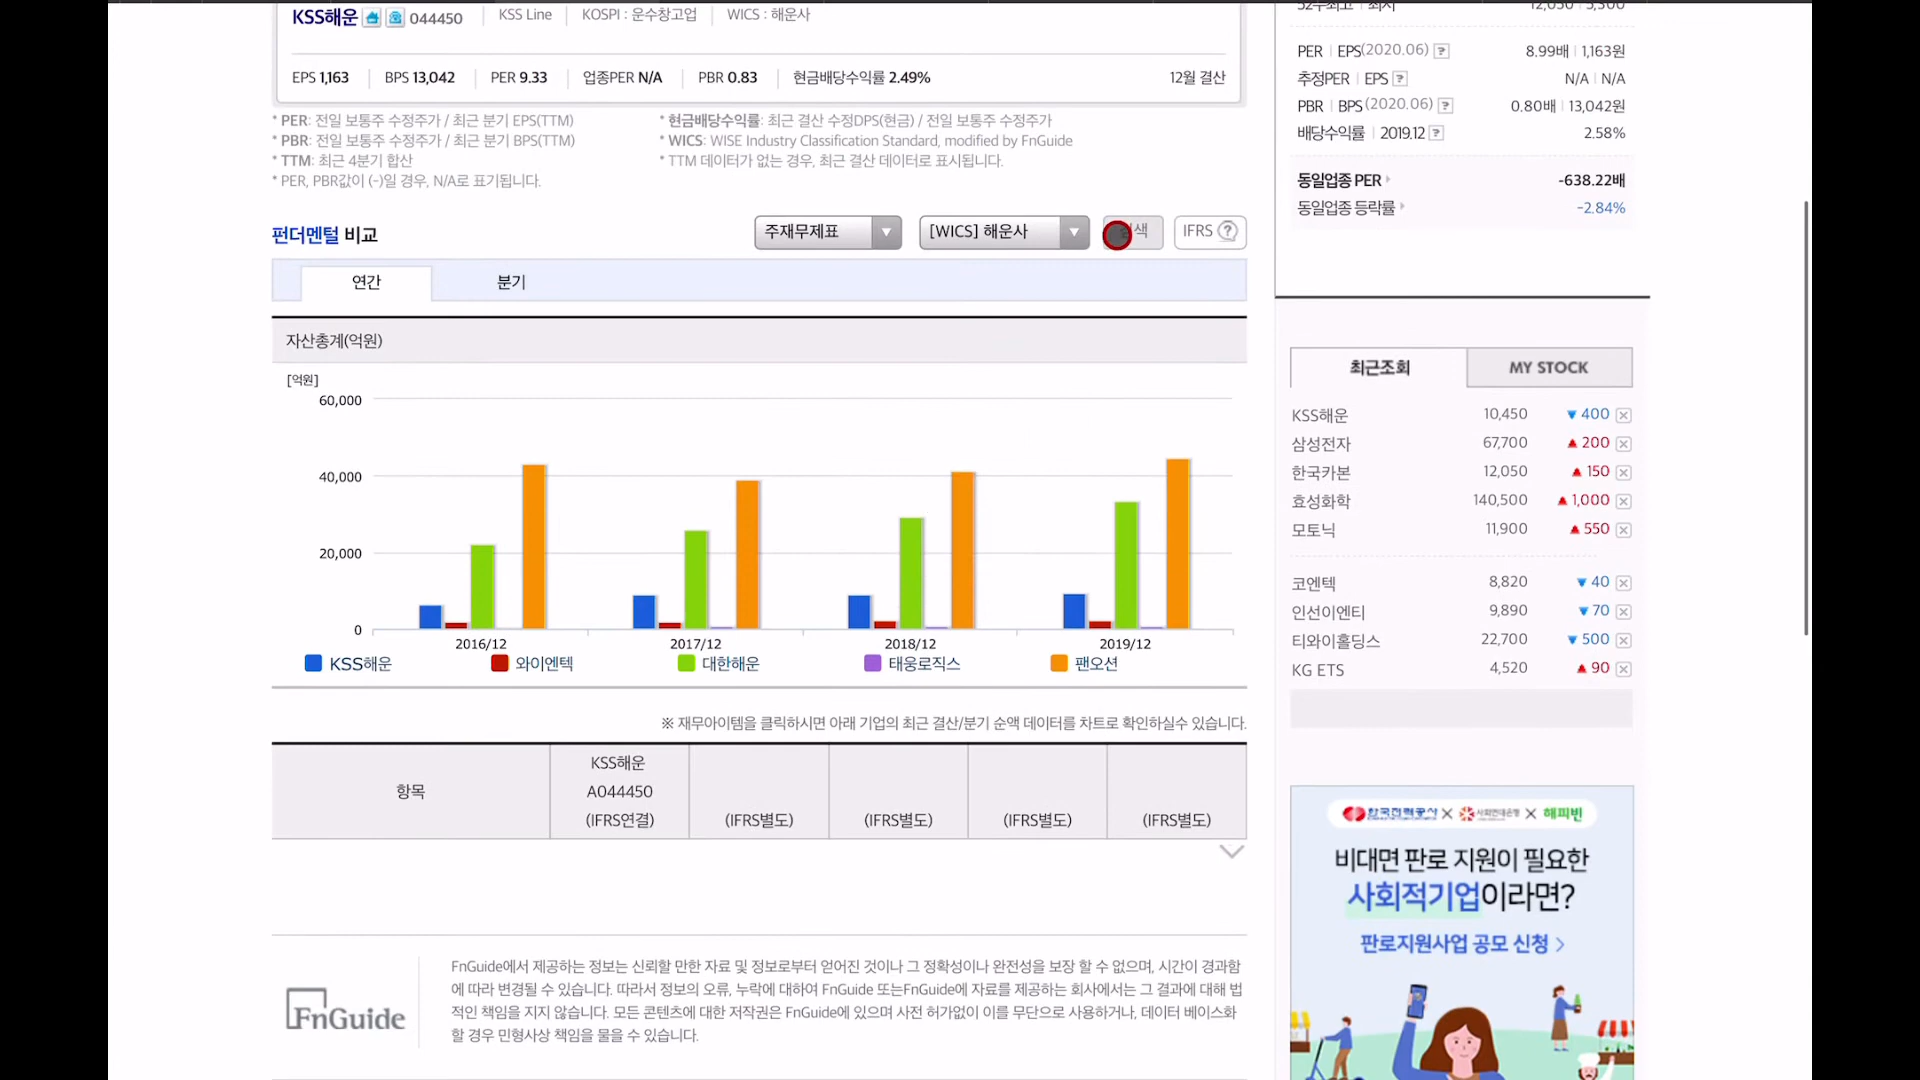 KSS해운 044450 KSS Line KOSPI : 운수창고업 WICS : 해운사
EPS 1,163 BPS 13,042 PER 9.33 업종PER N/A PBR 0.83 현금배당수익률 2.49% 12월 결산
* PER: 전일 보통주 수정주가 / 최근 분기 EPS(TTM)
* PBR: 전일 보통주 수정주가 / 최근 분기 BPS(TTM)
* TTM: 최근 4분기 합산
* PER, PBR값이 (-)일 경우, N/A로 표기됩니다.
* 현금배당수익률: 최근 결산 수정DPS(현금) / 전일 보통주 수정주가
* WICS: WISE Industry Classification Standard, modified by FnGuide
* TTM 데이터가 없는 경우, 최근 결산 데이터로 표시됩니다.
펀더멘털 비교
주재무제표 [WICS] 해운사 색 IFRS ?
연간 분기
자산총계(억원)
[억원]
60,000
40,000
20,000
0
2016/12 2017/12 2018/12 2019/12
KSS해운 와이엔텍 대한해운 태웅로직스 팬오션
※ 재무아이템을 클릭하시면 아래 기업의 최근 결산/분기 순액 데이터를 차트로 확인하실수 있습니다.
항목
KSS해운
A044450
(IFRS연결) (IFRS별도) (IFRS별도) (IFRS별도) (IFRS별도)
FnGuide
FnGuide에서 제공하는 정보는 신뢰할 만한 자료 및 정보로부터 얻어진 것이나 그 정확성이나 완전성을 보장 할 수 없으며, 시간이 경과함
에 따라 변경될 수 있습니다. 따라서 정보의 오류, 누락에 대하여 FnGuide 또는FnGuide에 자료를 제공하는 회사에서는 그 결과에 대해 법
적인 책임을 지지 않습니다. 모든 콘텐츠에 대한 저작권은 FnGuide에 있으며 사전 허가없이 이를 무단으로 사용하거나, 데이터 베이스화
할 경우 민형사상 책임을 물을 수 있습니다.
52주최고 최저 12,050 5,300
PER EPS(2020.06) ? 8.99배 1,163원
추정PER EPS ? N/A N/A
PBR BPS (2020.06) ? 0.80배 13,042원
배당수익률 2019.12 ? 2.58%
동일업종 PER -638.22배
동일업종 등락률 -2.84%
최근조회 MY STOCK
KSS해운 10,450 ▼ 400
삼성전자 67,700 ▲ 200
한국카본 12,050 ▲ 150
효성화학 140,500 ▲ 1,000
모토닉 11,900 ▲ 550
코엔텍 8,820 ▼ 40
인선이엔티 9,890 ▼ 70
티와이홀딩스 22,700 ▼ 500
KG ETS 4,520 ▲ 90
한국전력공사 X 사회연대은행 X 해피빈
비대면 판로 지원이 필요한
사회적기업이라면?
판로지원사업 공모 신청 >